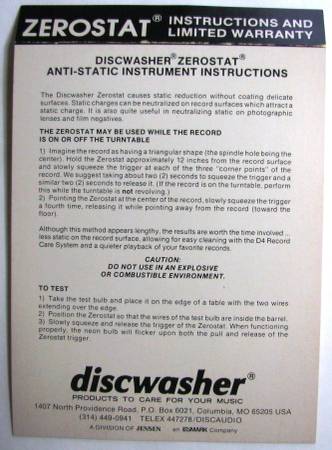 ZEROSTAT® INSTRUCTIONS AND
LIMITED WARRANTY
DISCWASHER® ZEROSTAT®
ANTI-STATIC INSTRUMENT INSTRUCTIONS
The Discwasher Zerostat causes static reduction without coating delicate
surfaces. Static charges can be neutralized on record surfaces which attract a
static charge. It is also quite useful in neutralizing static on photographic
lenses and film negatives.
THE ZEROSTAT MAY BE USED WHILE THE RECORD
IS ON OR OFF THE TURNTABLE
1) Imagine the record as having a triangular shape (the spindle hole being the
center). Hold the Zerostat approximately 12 inches from the record surface
and slowly squeeze the trigger at each of the three "corner points" of the
record. We suggest taking about two (2) seconds to squeeze the trigger and a
similar two (2) seconds to release it. (If the record is on the turntable, perform
this while the turntable is not revolving.)
2) Pointing the Zerostat at the center of the record, slowly squeeze the trigger
a fourth time, releasing it while pointing away from the record (toward the
floor).
Although this method appears lengthy, the results are worth the time involved ...
less static on the record surface, allowing for easy cleaning with the D4 Record
Care System and a quieter playback of your favorite records.
CAUTION:
DO NOT USE IN AN EXPLOSIVE
OR COMBUSTIBLE ENVIRONMENT.
TO TEST
1) Take the test bulb and place it on the edge of a table with the two wires
extending over the edge.
2) Position the Zerostat so that the wires of the test bulb are inside the barrel.
3) Slowly squeeze and release the trigger of the Zerostat. When functioning
properly, the neon bulb will flicker upon both the pull and release of the
Zerostat trigger.
discwasher®
PRODUCTS TO CARE FOR YOUR MUSIC
1407 North Providence Road, P.O. Box 6021, Columbia, MO 65205 USA
(314) 449-0941 TELEX 447278/DISCAUDIO
A DIVISION OF JENSEN an ESMARK Company